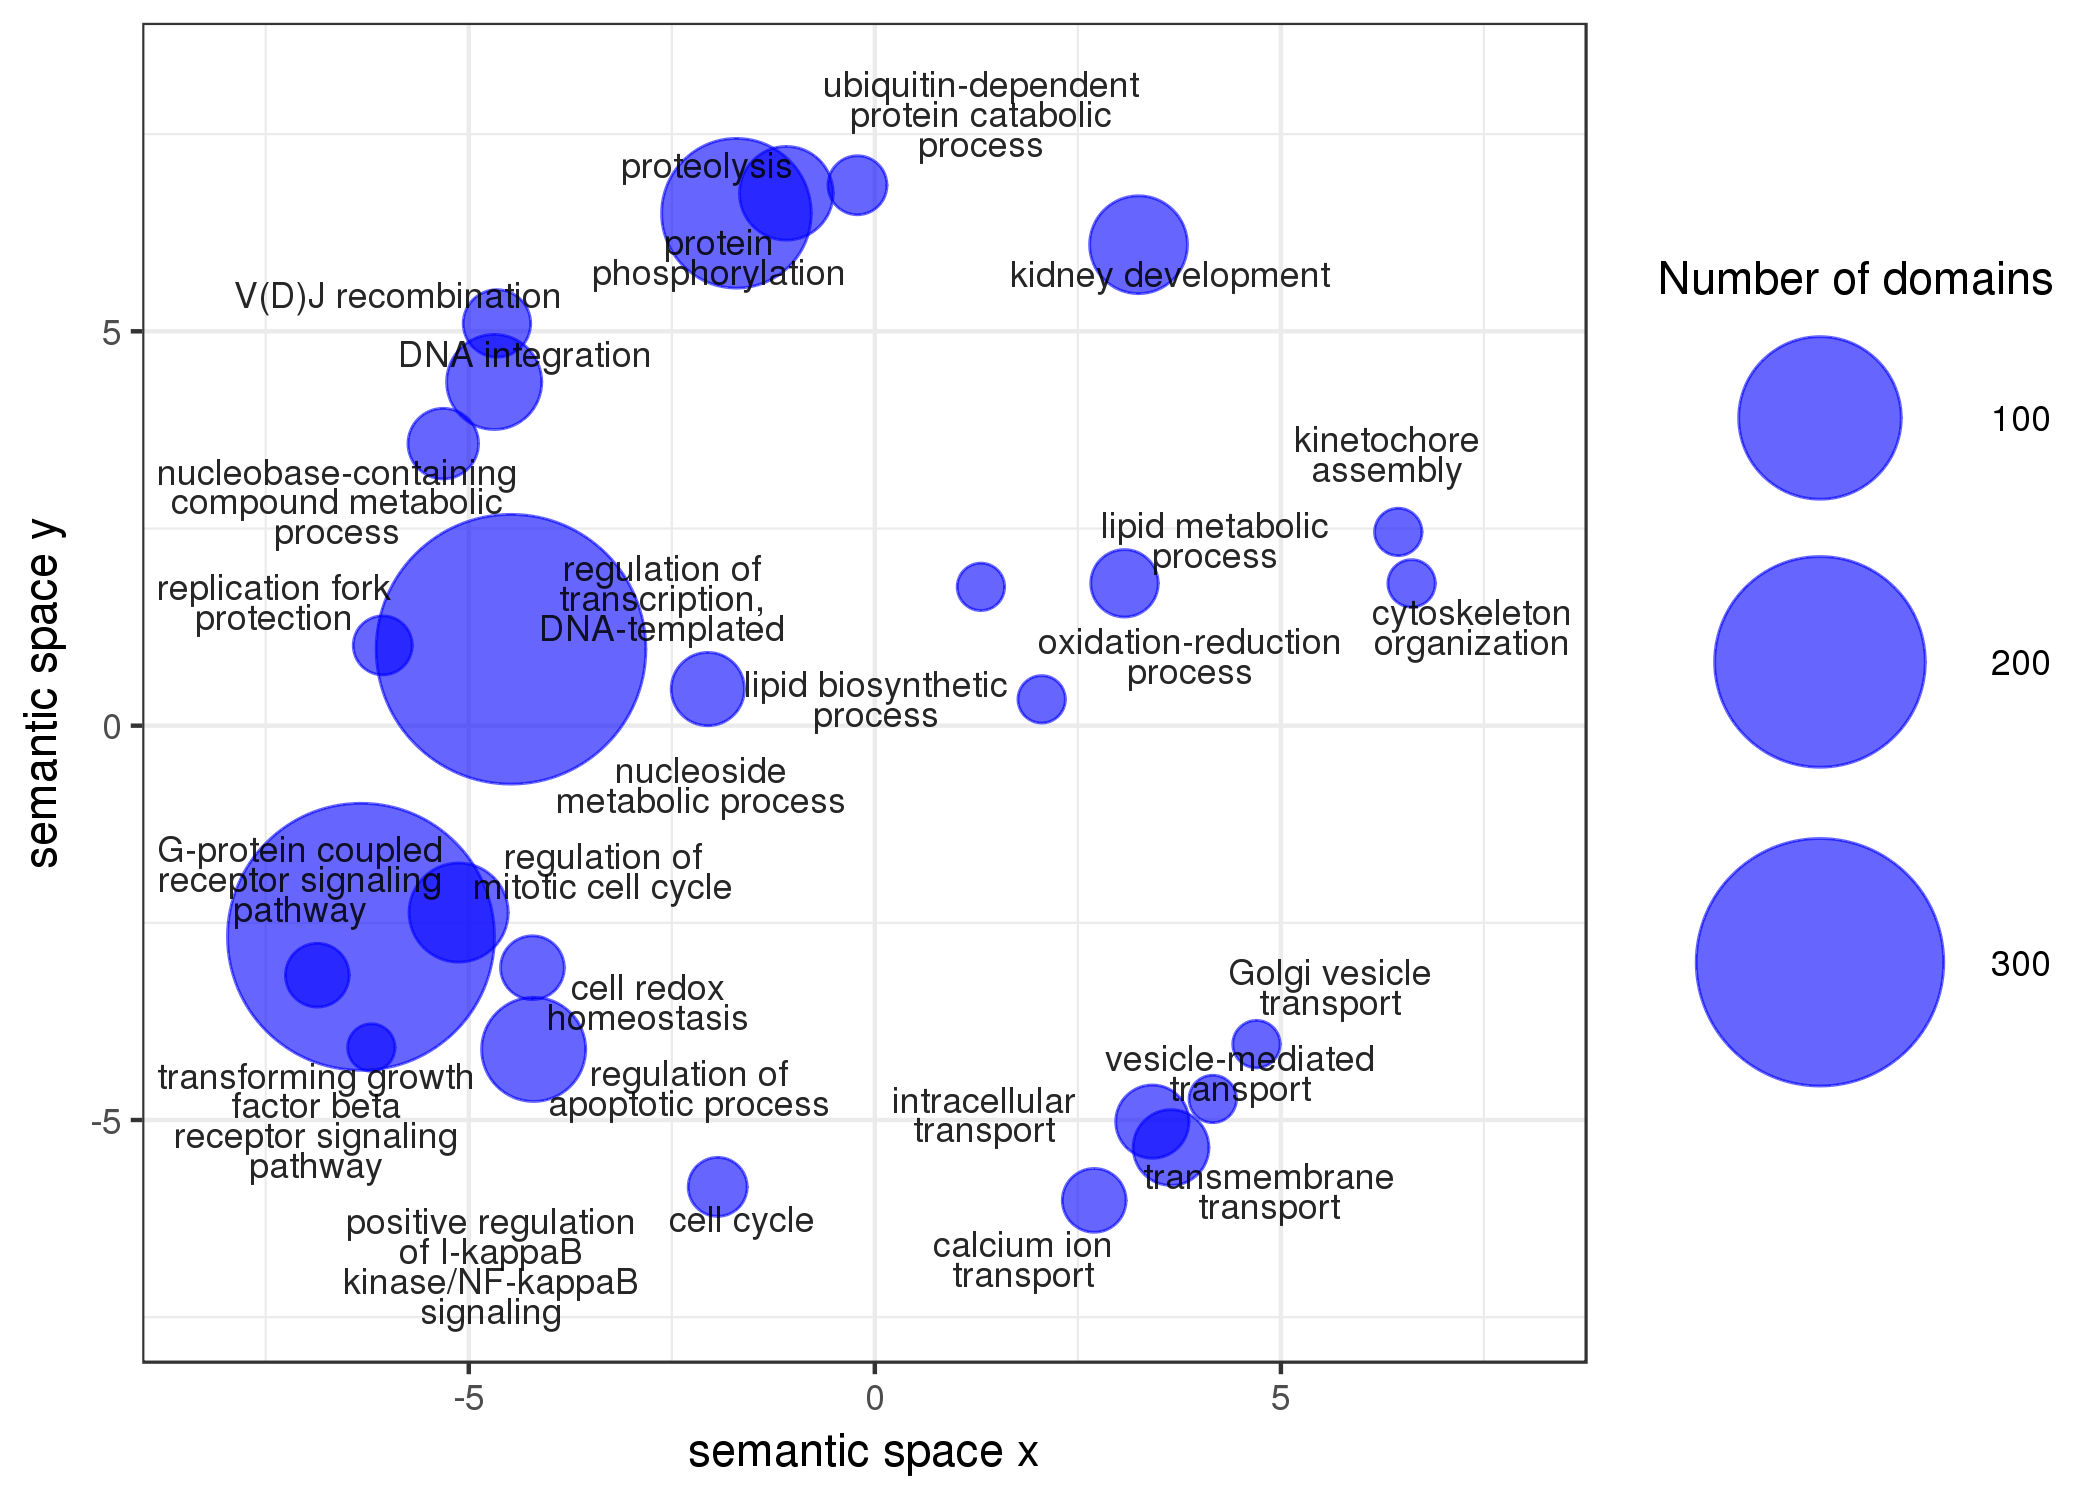 ubiquitin-dependent
protein catabolic
process
proteolysis
protein
phosphorylation
kidney development
V(D)J recombination
DNA integration
nucleobase-containing
compound metabolic
process
kinetochore
assembly
lipid metabolic
process
regulation of
transcription,
DNA-templated
replication fork
protection
cytoskeleton
organization
oxidation-reduction
process
lipid biosynthetic
process
nucleoside
metabolic process
G-protein coupled
receptor signaling
pathway
regulation of
mitotic cell cycle
cell redox
homeostasis
Golgi vesicle
transport
vesicle-mediated
transport
transforming growth
factor beta
receptor signaling
pathway
regulation of
apoptotic process
intracellular
transport
transmembrane
transport
positive regulation
of I-kappaB
kinase/NF-kappaB
signaling
cell cycle
calcium ion
transport
5
0
-5
semantic space y
-5
0
5
semantic space x
Number of domains
100
200
300